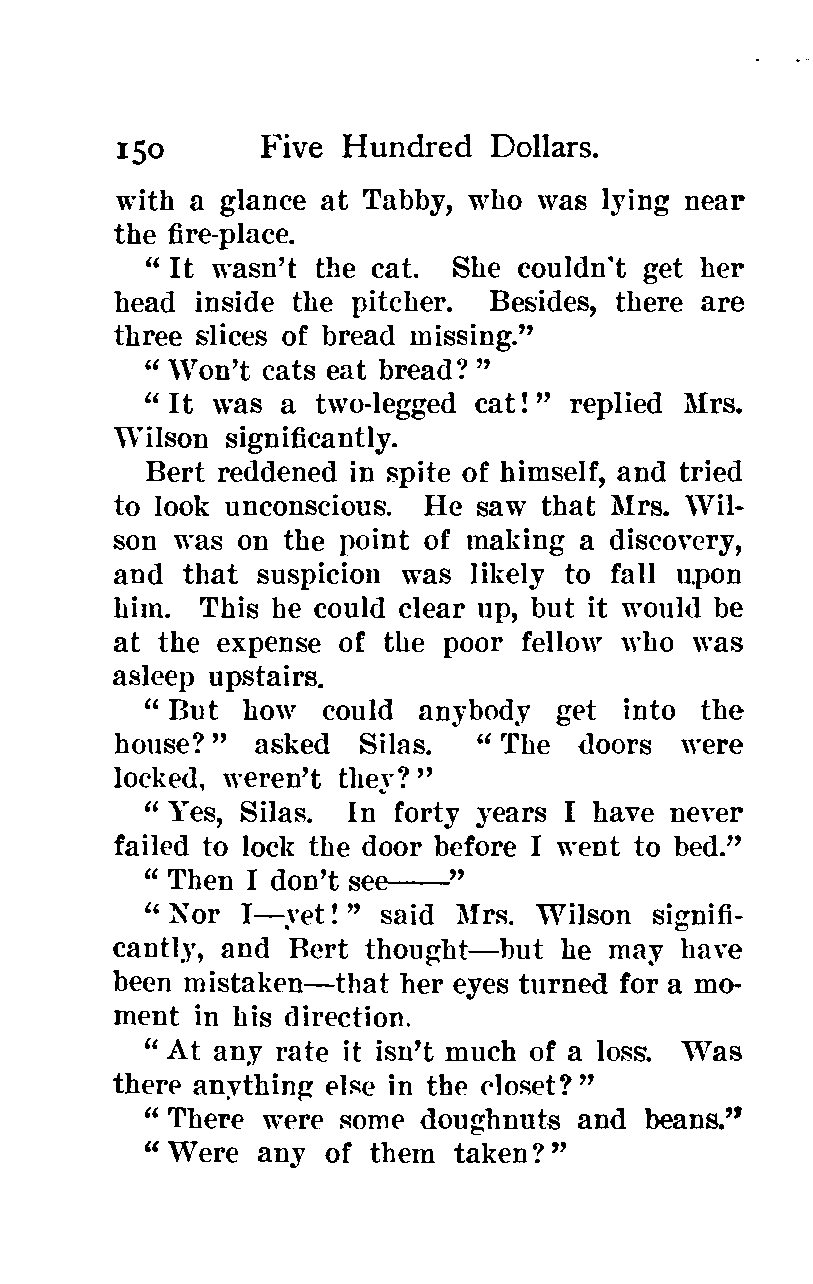 150 Five Hundred Dollars.
with a glance at Tabby, who was lying near
the fire-place.
“ It wasn’t the cat. She couldn’t get her
head inside the pitcher. Besides, there are
three slices of bread missing.”
“ Won’t cats eat bread? ”
“ It was a two-legged cat! ” replied Mrs.
Wilson significantly.
Bert reddened in spite of himself, and tried
to look unconscious. He saw that Mrs. Wil-
son was on the point of making a discovery,
and that suspicion was likely to fall upon
him. This he could clear up, but it would be
at the expense of the poor fellow who was
asleep upstairs.
“ But how could anybody get into the
house? ” asked Silas. “ The doors were
locked, weren’t they? ”
“ Yes, Silas. In forty years I have never
failed to lock the door before I went to bed.”
“ Then I don’t see——”
“ Nor I—yet! ” said Mrs. Wilson signifi-
cantly, and Bert thought—but he may have
been mistaken—that her eyes turned for a mo-
ment in his direction.
“ At any rate it isn’t much of a loss. Was
there anything else in the closet? ”
“ There were some doughnuts and beans.”
“ Were any of them taken? ”